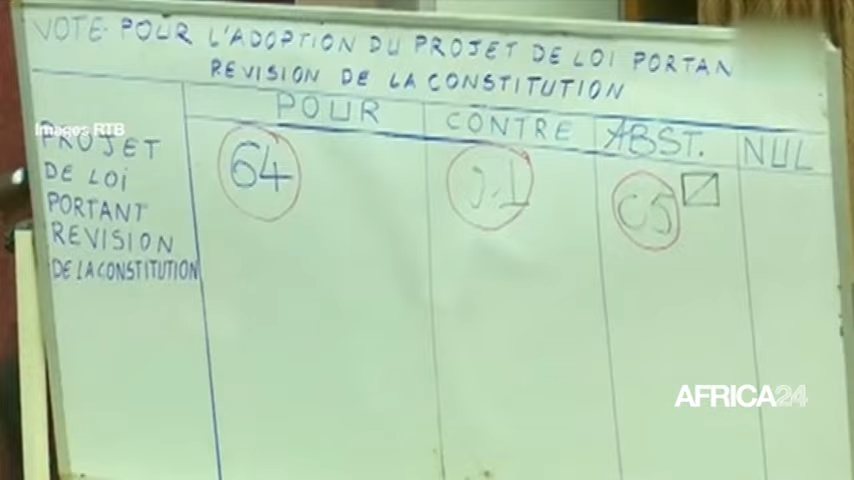 VOTE POUR L'ADOPTION DU PROJET DE LOI PORTAN
REVISION DE LA CONSTITUTION
POUR CONTRE ABST. NUL
Images RTB
PROJET
DE LOI
PORTANT
REVISION
DE LA CONSTITUTION
64
05
AFRICA24